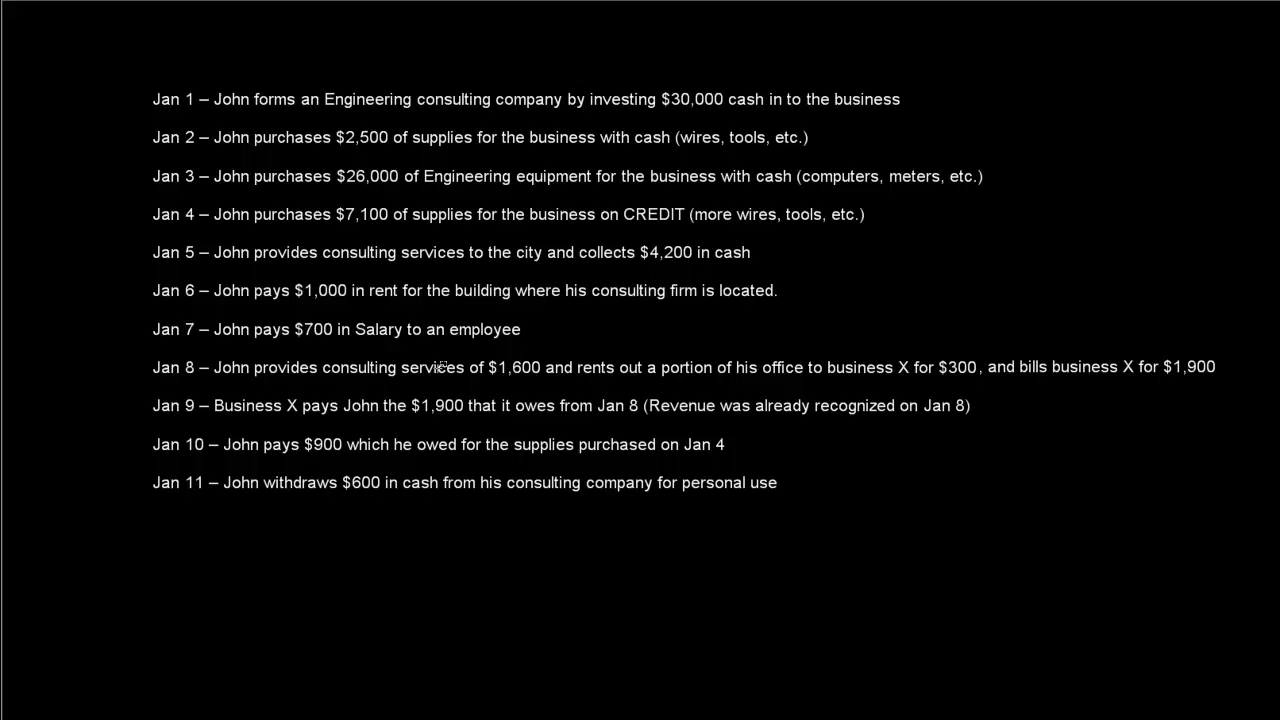 Jan 1 – John forms an Engineering consulting company by investing $30,000 cash in to the business
Jan 2 – John purchases $2,500 of supplies for the business with cash (wires, tools, etc.)
Jan 3 – John purchases $26,000 of Engineering equipment for the business with cash (computers, meters, etc.)
Jan 4 – John purchases $7,100 of supplies for the business on CREDIT (more wires, tools, etc.)
Jan 5 – John provides consulting services to the city and collects $4,200 in cash
Jan 6 – John pays $1,000 in rent for the building where his consulting firm is located.
Jan 7 – John pays $700 in Salary to an employee
Jan 8 – John provides consulting services of $1,600 and rents out a portion of his office to business X for $300, and bills business X for $1,900
Jan 9 – Business X pays John the $1,900 that it owes from Jan 8 (Revenue was already recognized on Jan 8)
Jan 10 – John pays $900 which he owed for the supplies purchased on Jan 4
Jan 11 – John withdraws $600 in cash from his consulting company for personal use